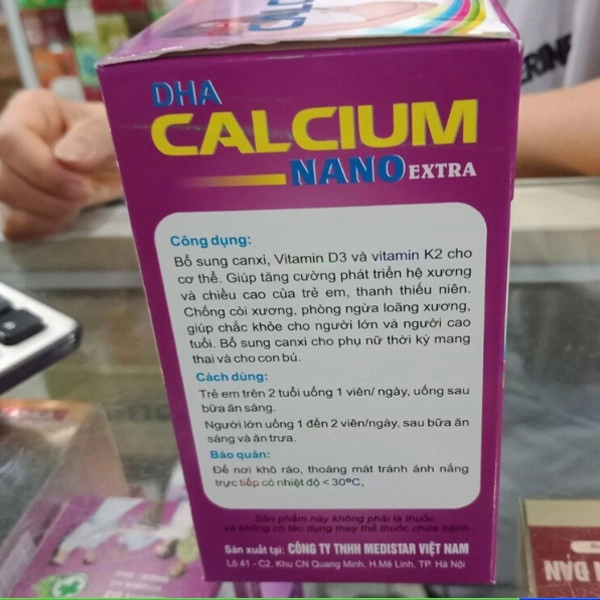 DHA
CALCIUM
NANO EXTRA
Công dụng:
Bổ sung canxi, Vitamin D3 và vitamin K2 cho
cơ thể. Giúp tăng cường phát triển hệ xương
và chiều cao của trẻ em, thanh thiếu niên.
Chống còi xương, phòng ngừa loãng xương,
giúp chắc khỏe cho người lớn và người cao
tuổi. Bổ sung canxi cho phụ nữ thời kỳ mang
thai và cho con bú.
Cách dùng:
Trẻ em trên 2 tuổi uống 1 viên/ ngày, uống sau
bữa ăn sáng.
Người lớn uống 1 đến 2 viên/ngày, sau bữa ăn
sáng và ăn trưa.
Bảo quản:
Để nơi khô ráo, thoáng mát tránh ánh nắng
trực tiếp có nhiệt độ < 30°C,
Sản phẩm này không phải là thuốc
và không có tác dụng thay thế thuốc chữa bệnh
Sản xuất tại: CÔNG TY TNHH MEDISTAR VIỆT NAM
Lô 41 - C2, Khu CN Quang Minh, H.Mê Linh, TP. Hà Nội